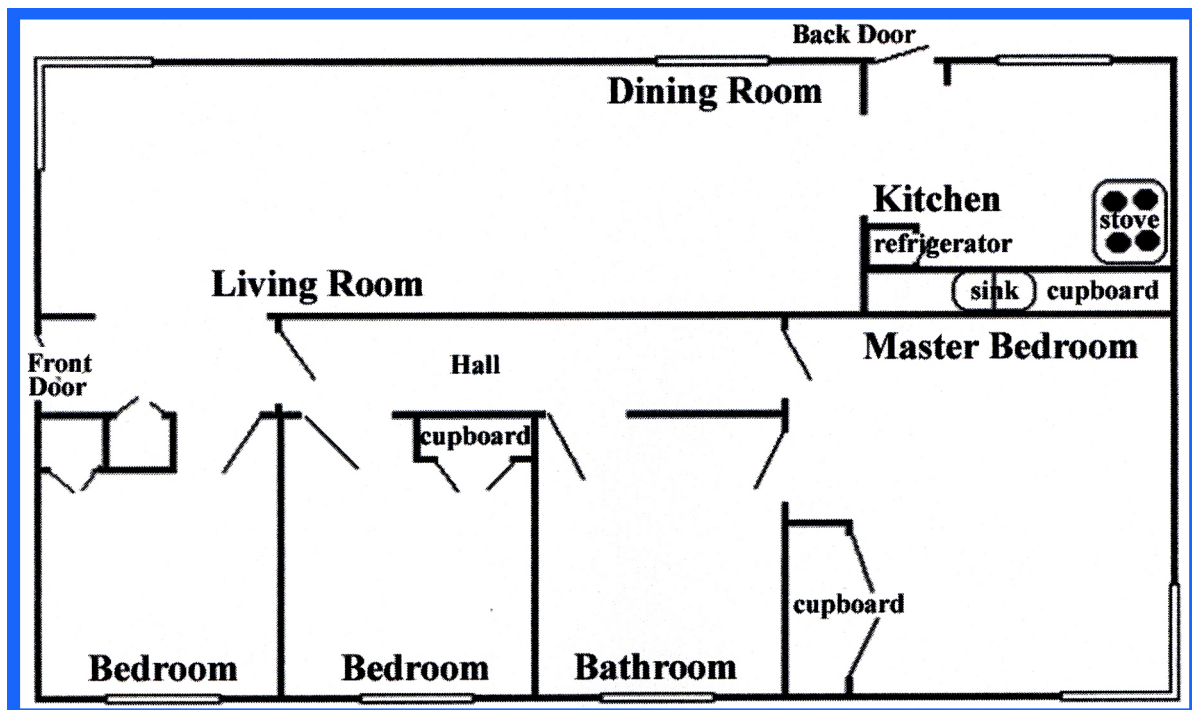 Back Door
Dining Room
Kitchen
stove
refrigerator
sink
cupboard
Living Room
Master Bedroom
Front
Door
Hall
cupboard
cupboard
Bedroom
Bedroom
Bathroom